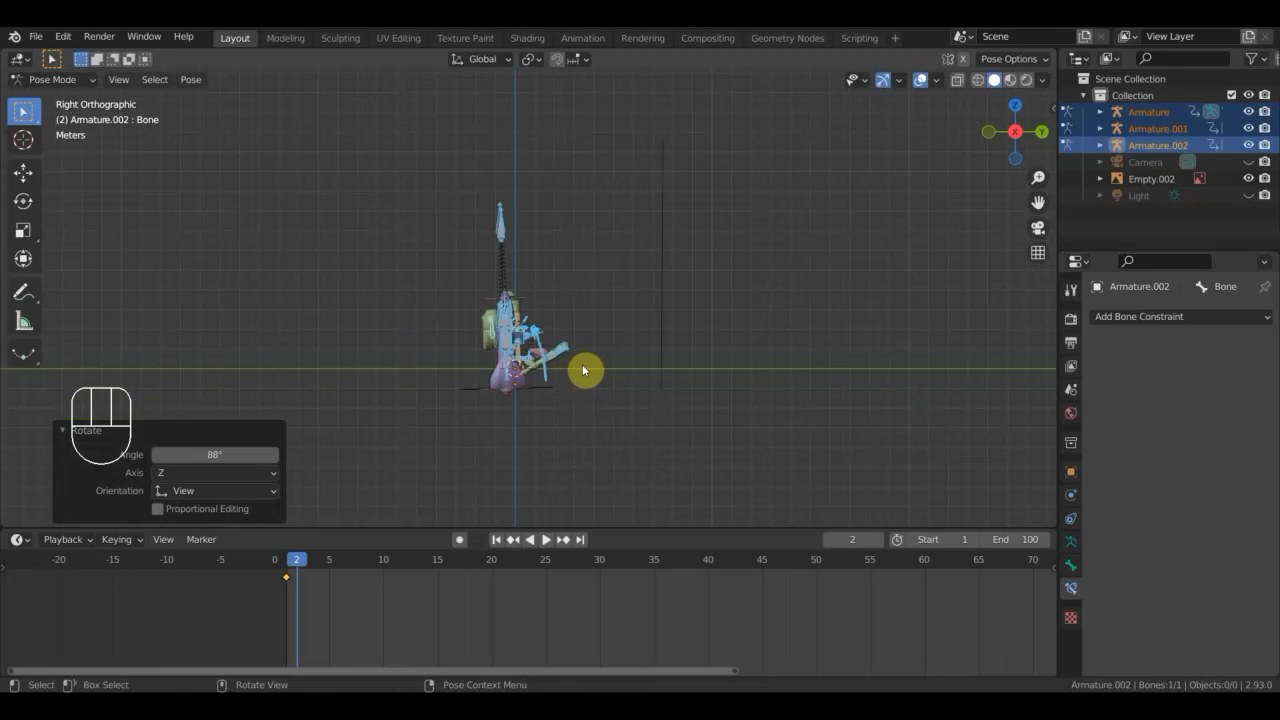 File Edit Render Window Help Layout Modeling Sculpting UV Editing Texture Paint Shading Animation Rendering Compositing Geometry Nodes Scripting + Scene View Layer
Global Pose Options
Pose Mode View Select Pose
Right Orthographic
(2) Armature.002 : Bone
Meters
Z
X
Y
Scene Collection
Collection
Armature
Armature.001
Armature.002
Camera
Empty.002
Light
Armature.002 Bone
Add Bone Constraint
Rotate
Angle 88°
Axis Z
Orientation View
Proportional Editing
Playback Keying View Marker 2 Start 1 End 100
-20 -15 -10 -5 0 2 5 10 15 20 25 30 35 40 45 50 55 60 65 70
Select Box Select Rotate View Pose Context Menu Armature.002 | Bones:1/1 | Objects:0/0 | 2.93.0